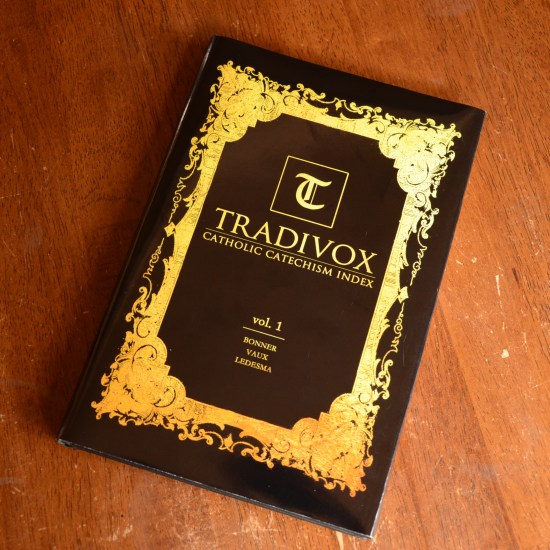 T
TRADIVOX
CATHOLIC CATECHISM INDEX
vol. 1
BONNER
VAUX
LEDESMA